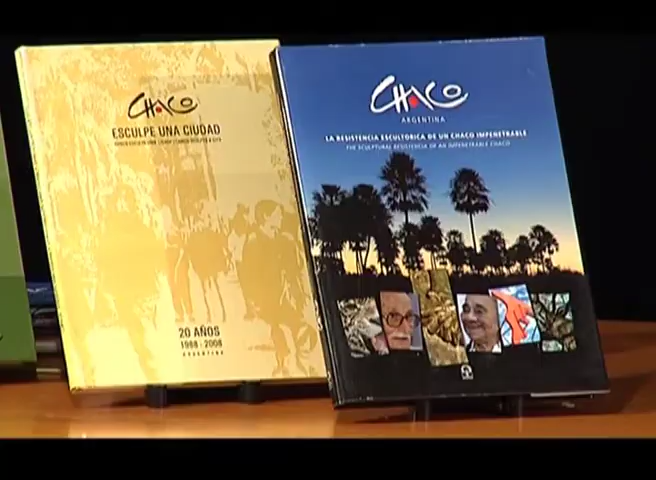 CHACO
ESCULPE UNA CIUDAD
20 AÑOS
1988 - 2008
ARGENTINA
CHACO
ARGENTINA
LA RESISTENCIA ESCULTORICA DE UN CHACO IMPENETRABLE
THE SCULPTURAL RESISTENCIA OF AN IMPENETRABLE CHACO